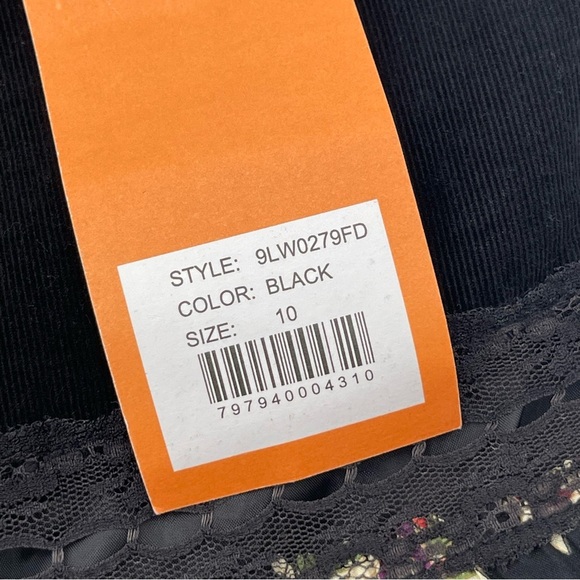 STYLE: 9LW0279FD
COLOR: BLACK
SIZE: 10
797940004310